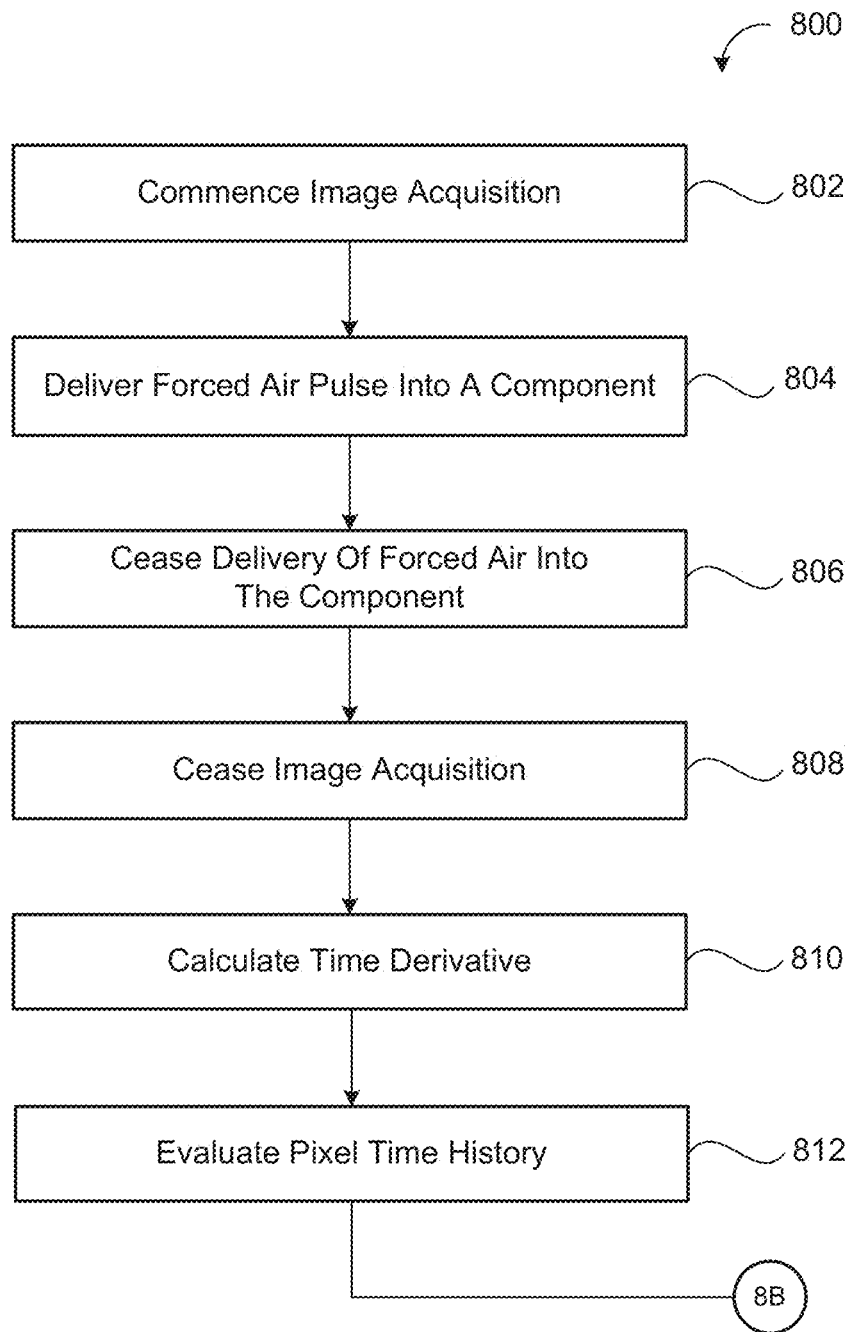 800
Commence Image Acquisition
802
Deliver Forced Air Pulse Into A Component
804
Cease Delivery Of Forced Air Into
The Component
806
Cease Image Acquisition
808
Calculate Time Derivative
810
Evaluate Pixel Time History
812
8B